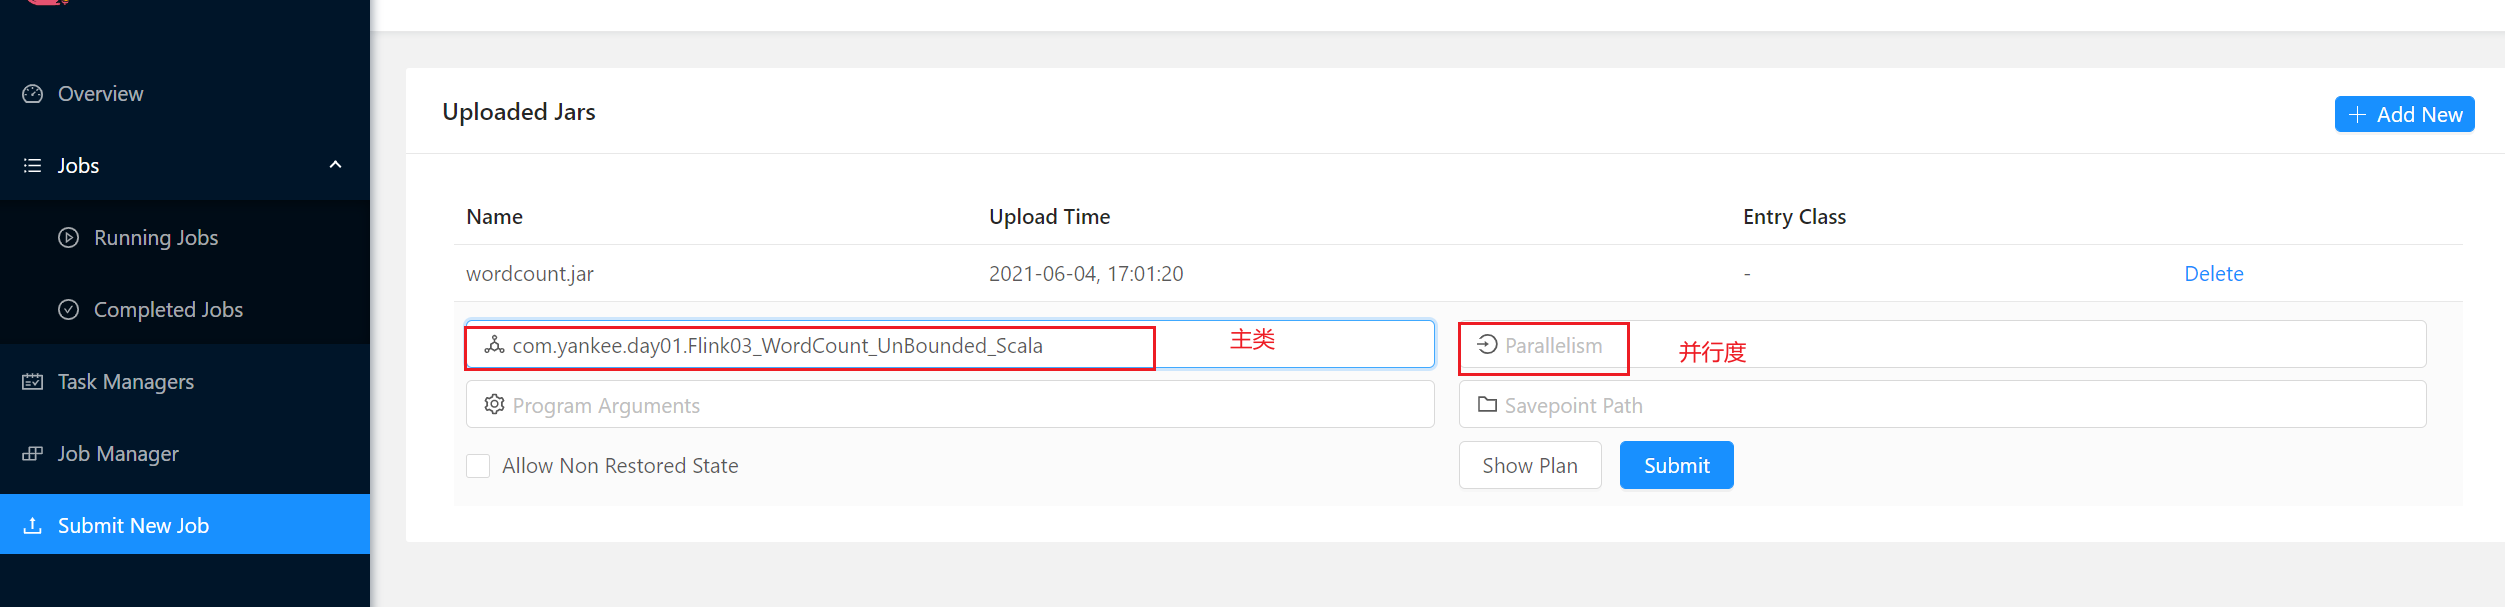 Overview
Jobs
Running Jobs
Completed Jobs
Task Managers
Job Manager
Submit New Job
Uploaded Jars
Add New
Name Upload Time Entry Class
wordcount.jar 2021-06-04, 17:01:20 - Delete
com.yankee.day01.Flink03_WordCount_UnBounded_Scala 主类 Parallelism 并行度
Program Arguments Savepoint Path
Allow Non Restored State Show Plan Submit